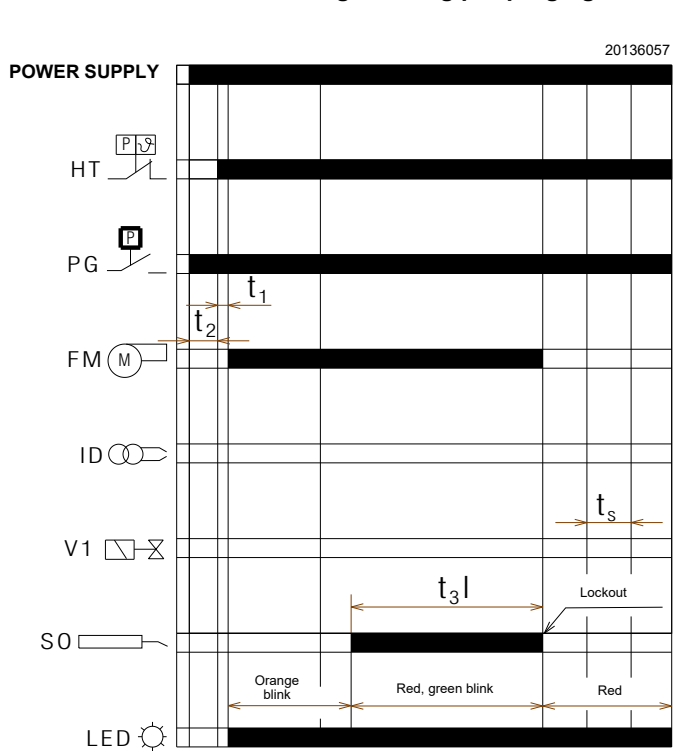 20136057
POWER SUPPLY
P ϑ
HT
P
PG
t1
t2
FM M
ID
ts
V1
t3l
Lockout
SO
Orange
blink
Red, green blink
Red
LED